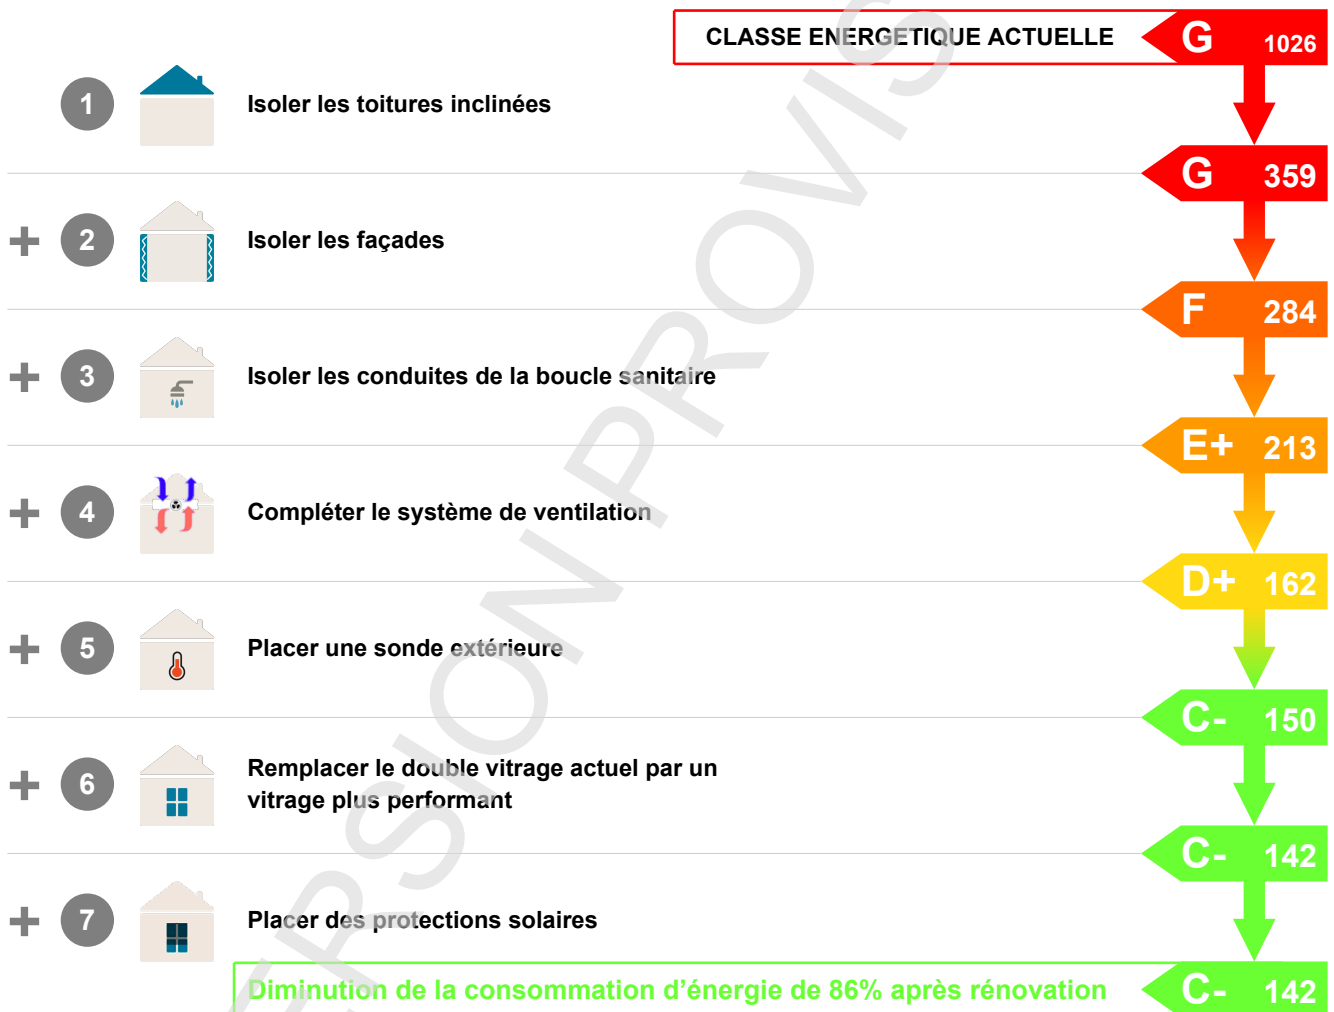 CLASSE ENERGETIQUE ACTUELLE G 1026
1 Isoler les toitures inclinées
G 359
+ 2 Isoler les façades
F 284
+ 3 Isoler les conduites de la boucle sanitaire
E+ 213
+ 4 Compléter le système de ventilation
D+ 162
+ 5 Placer une sonde extérieure
C- 150
+ 6 Remplacer le double vitrage actuel par un
vitrage plus performant
C- 142
+ 7 Placer des protections solaires
Diminution de la consommation d'énergie de 86% après rénovation C- 142
ERSION PROVIS